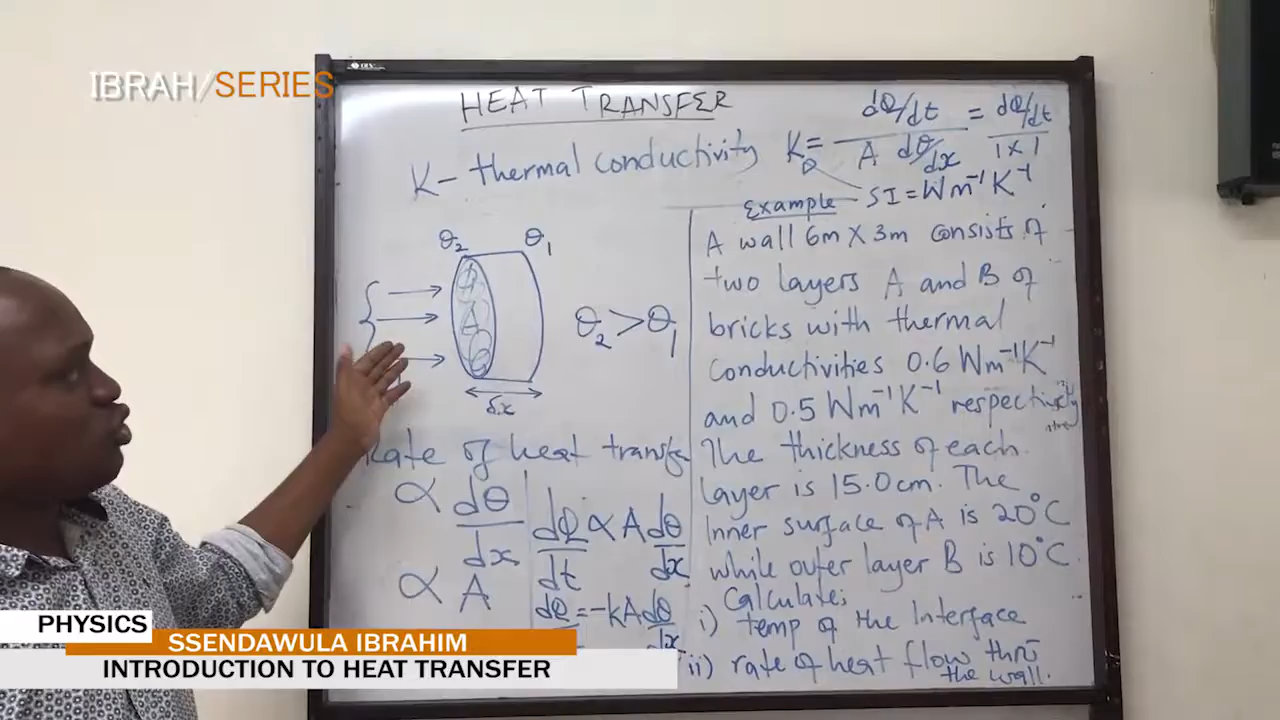 IBRAH/SERIES
HEAT TRANSFER
K – thermal conductivity
K = dQ/dt / A dθ/dx = dQ/dt / 1×1
SI = Wm⁻¹K⁻¹
θ₂ θ₁
A
θ₂ > θ₁
δx
Rate of heat transfer
∝ dθ/dx
∝ A
dQ/dt ∝ A dθ/dx
dQ = -kA dθ
Example
A wall 6m X 3m consists of
two layers A and B of
bricks with thermal
conductivities 0.6 Wm⁻¹K⁻¹
and 0.5 Wm⁻¹K⁻¹ respectively
The thickness of each
layer is 15.0cm. The
Inner surface of A is 20°C
while outer layer B is 10°C.
Calculate;
i) temp of the Interface
ii) rate of heat flow thru
the wall.
PHYSICS
SSENDAWULA IBRAHIM
INTRODUCTION TO HEAT TRANSFER